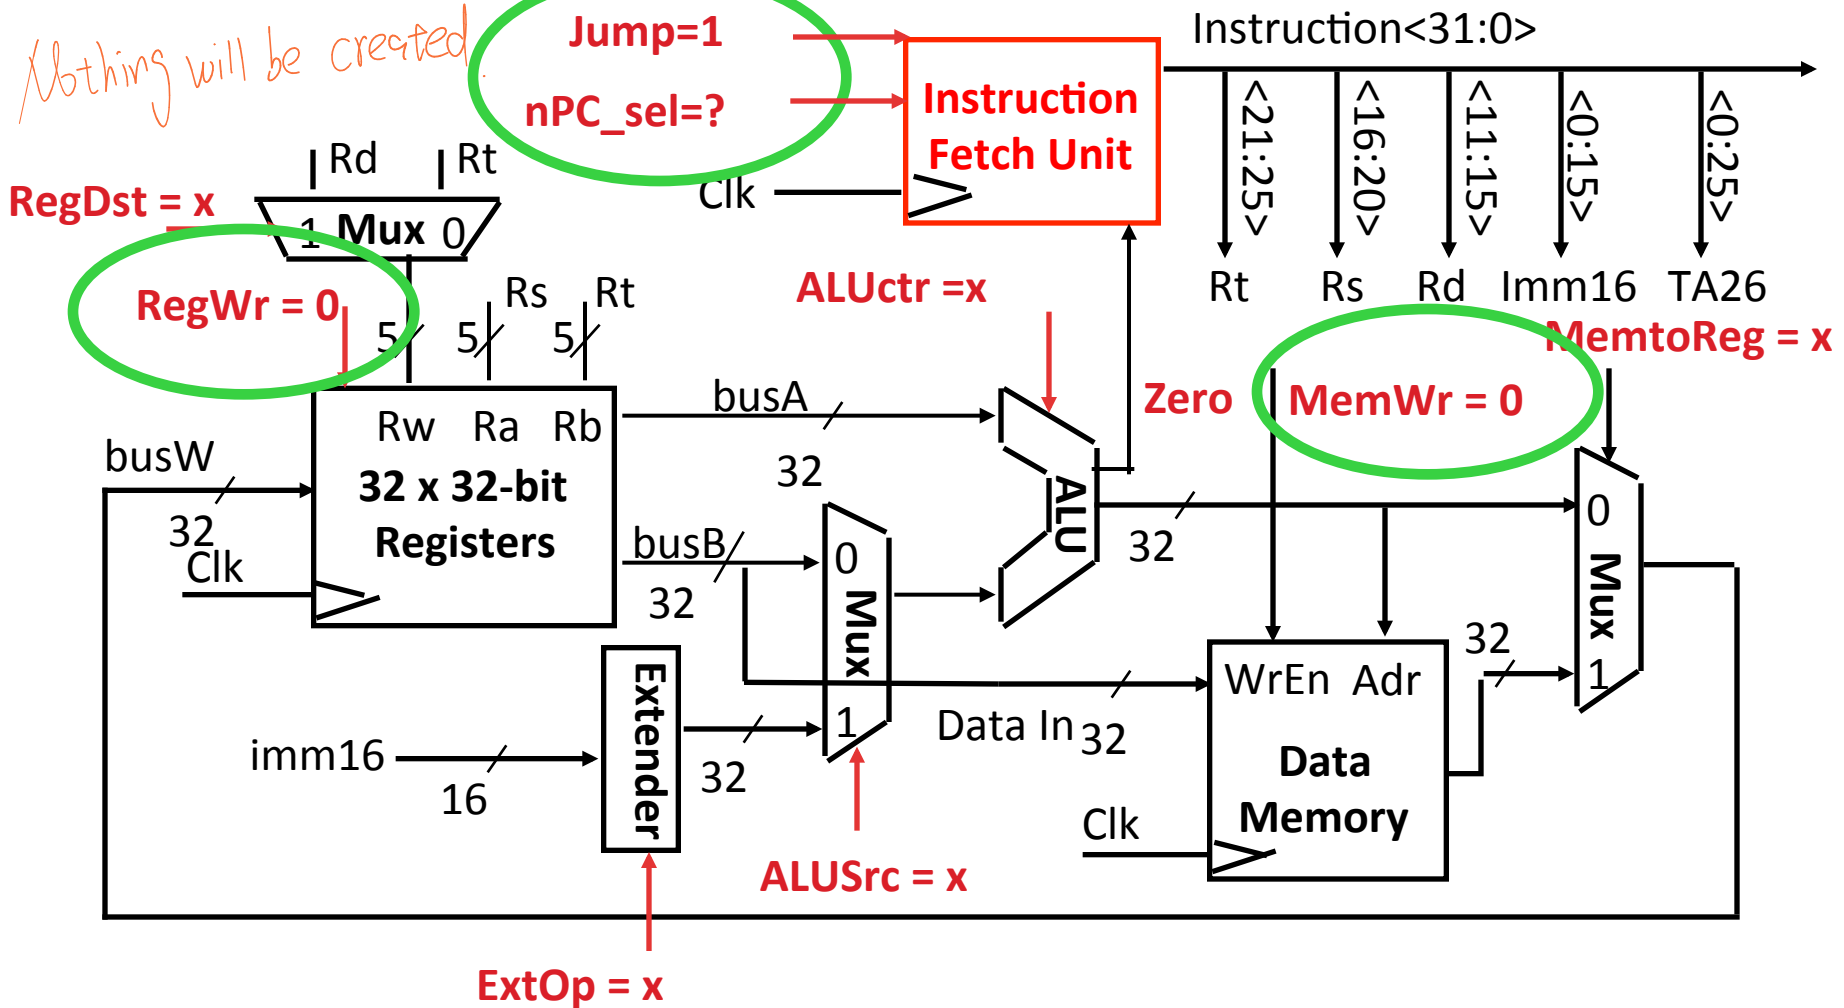 Nothing will be created
Jump=1
nPC_sel=?
Instruction
Fetch Unit
Clk
Instruction<31:0>
<21:25>
<16:20>
<11:15>
<0:15>
<0:25>
Rt
Rs
Rd
Imm16
TA26
Rd
Rt
RegDst = x
1 Mux 0
RegWr = 0
5
5
5
Rs
Rt
ALUctr =x
MemtoReg = x
Zero
MemWr = 0
busW
32
Clk
Rw Ra Rb
32 x 32-bit
Registers
busA
32
busB
32
0
Mux
1
ALU
32
0
Mux
1
imm16
16
Extender
32
Data In
32
WrEn Adr
Data
Memory
32
Clk
ALUSrc = x
ExtOp = x